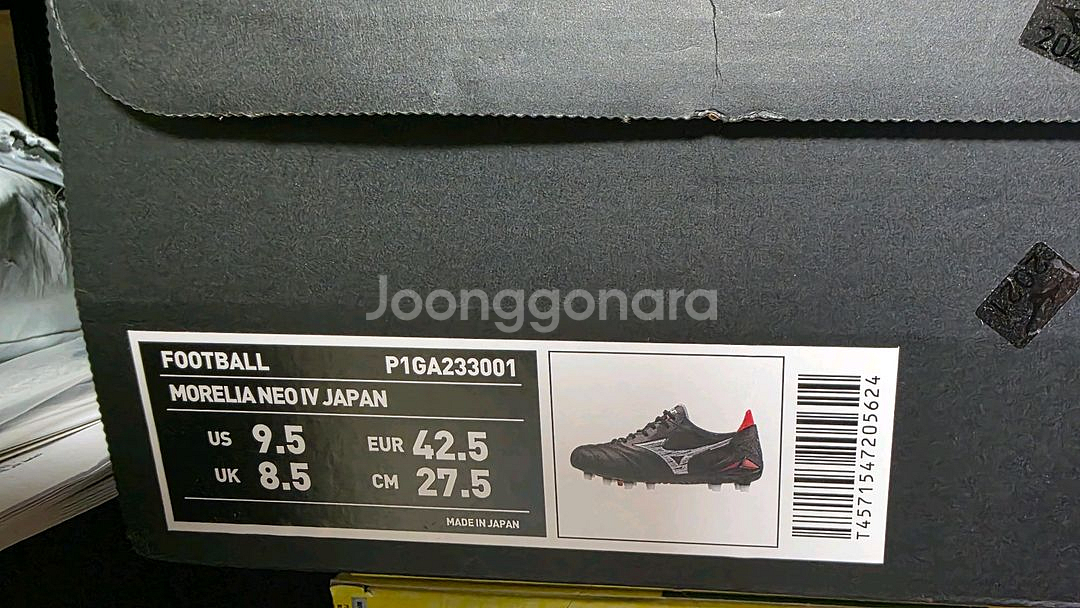 204
Joonggonara
FOOTBALL P1GA233001
MORELIA NEO IV JAPAN
US 9.5 EUR 42.5
UK 8.5 CM 27.5
MADE IN JAPAN
T4571547205624